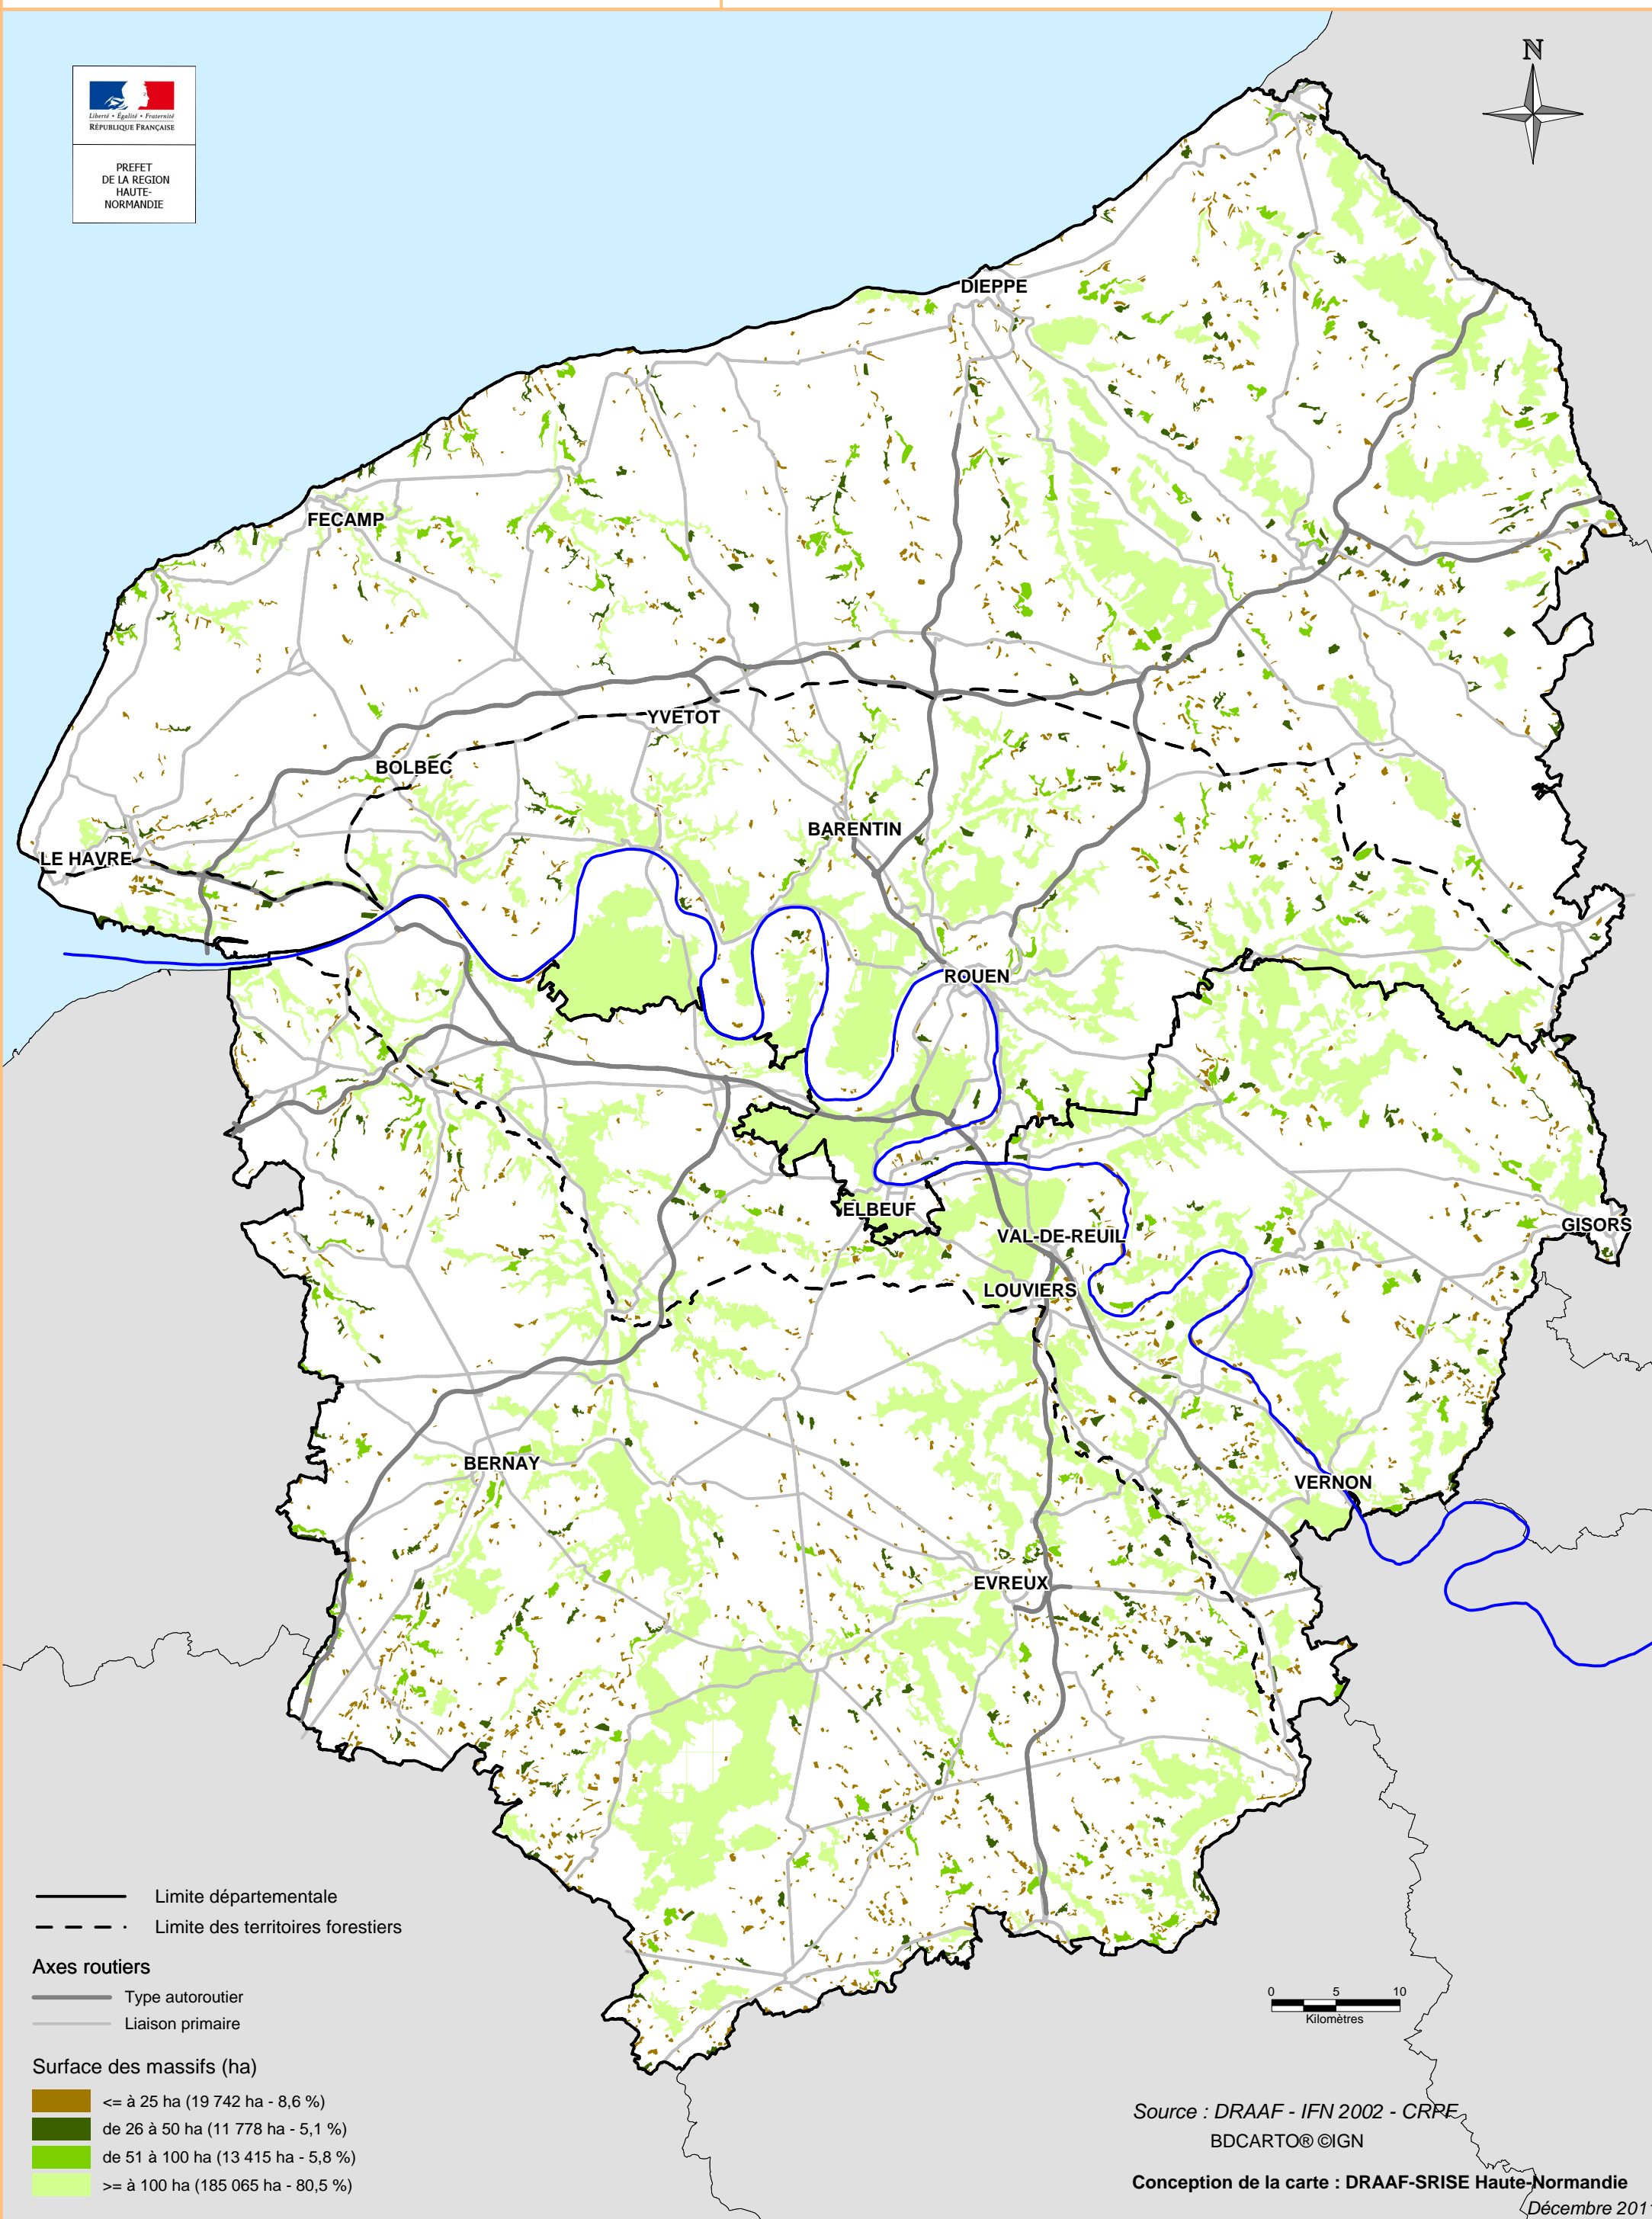 Liberté • Égalité • Fraternité
RÉPUBLIQUE FRANÇAISE
PREFET
DE LA REGION
HAUTE-
NORMANDIE
N
DIEPPE
FECAMP
YVETOT
BOLBEC
BARENTIN
LE HAVRE
ROUEN
ELBEUF
GISORS
VAL-DE-REUIL
LOUVIERS
BERNAY
VERNON
EVREUX
Limite départementale
Limite des territoires forestiers
Axes routiers
Type autoroutier
Liaison primaire
Surface des massifs (ha)
<= à 25 ha (19 742 ha - 8,6 %)
de 26 à 50 ha (11 778 ha - 5,1 %)
de 51 à 100 ha (13 415 ha - 5,8 %)
>= à 100 ha (185 065 ha - 80,5 %)
0 5 10
Kilomètres
Source : DRAAF - IFN 2002 - CRPF
BDCARTO® ©IGN
Conception de la carte : DRAAF-SRISE Haute-Normandie
Décembre 201